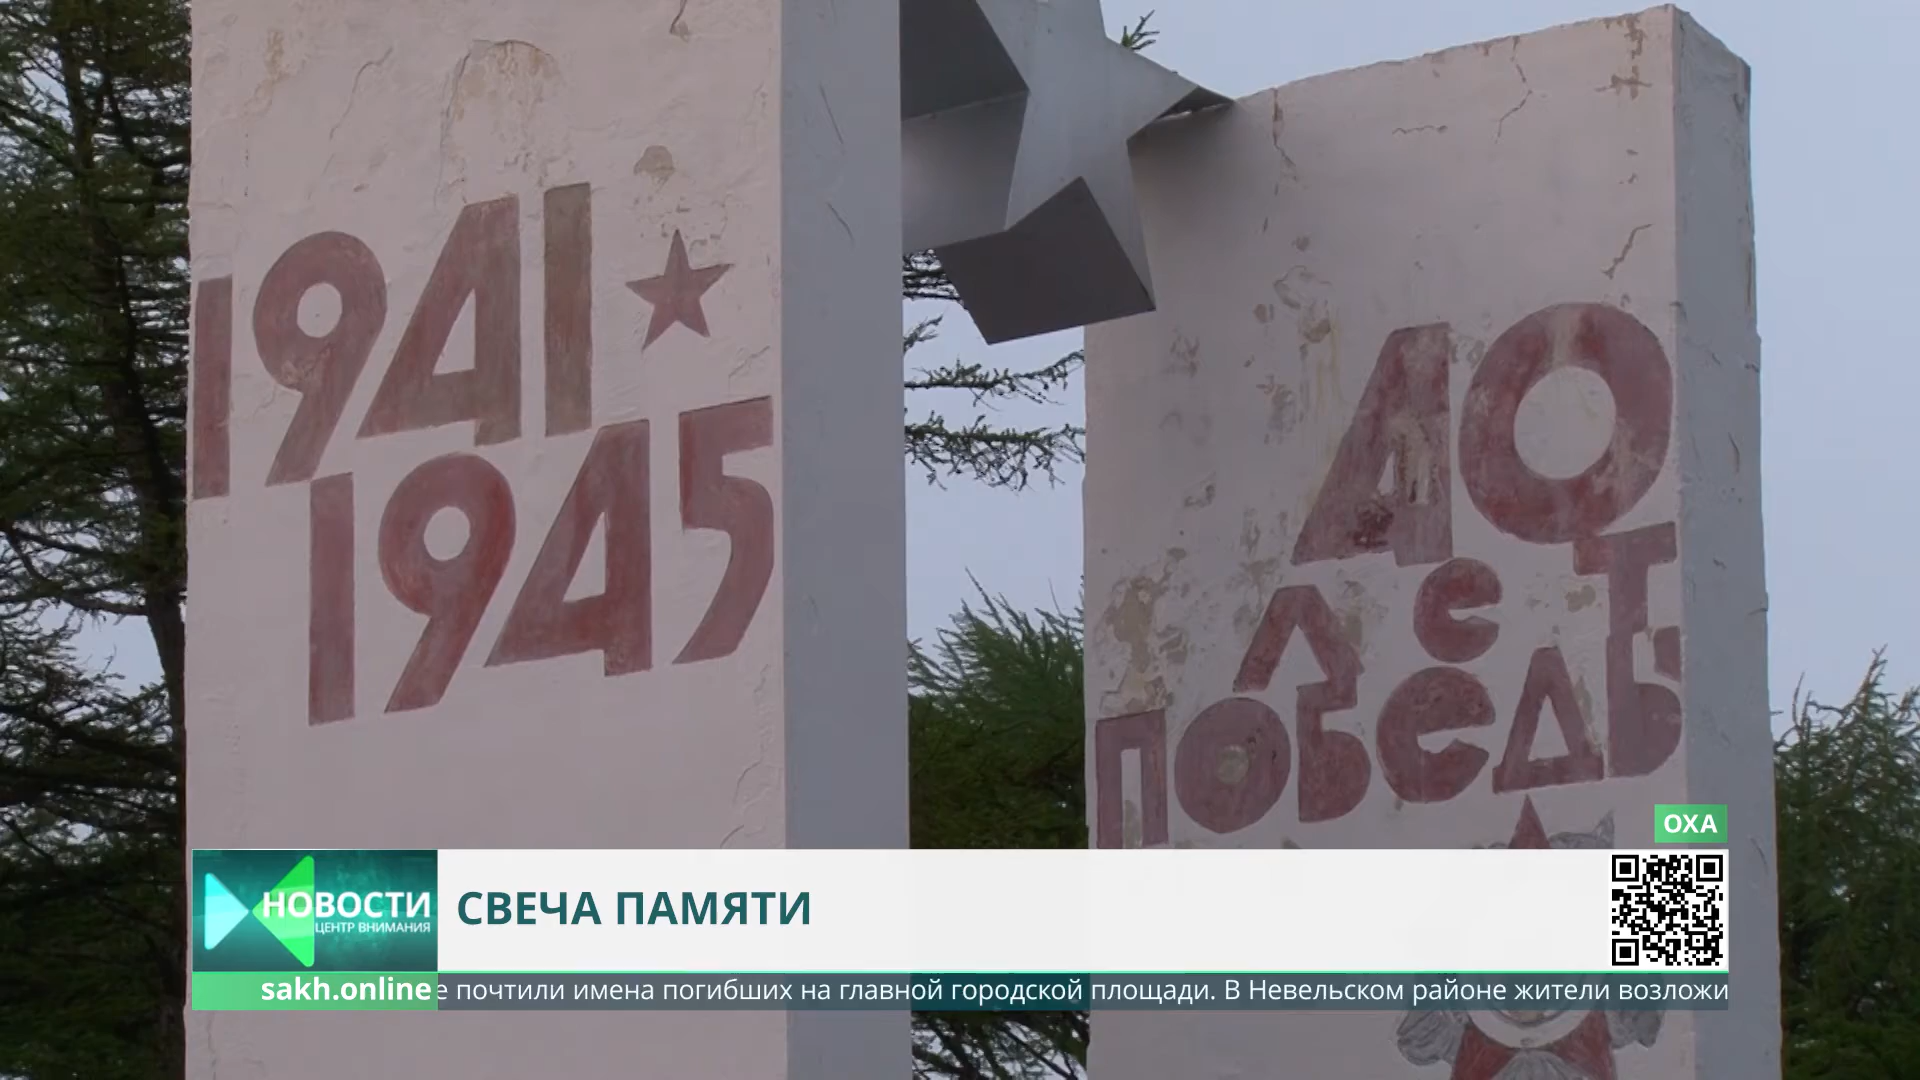 1941
1945
40
ЛЕТ
ПОБЕДЫ
ОХА
НОВОСТИ
ЦЕНТР ВНИМАНИЯ
СВЕЧА ПАМЯТИ
sakh.online
е почтили имена погибших на главной городской площади. В Невельском районе жители возложи